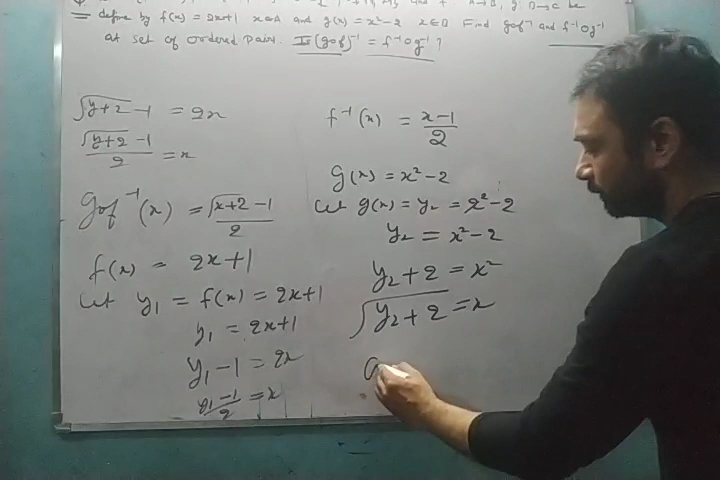 = define by f(x) = 2x+1 x∈A and g(x) = x²-2 x∈B Find gof⁻¹ and f⁻¹og⁻¹
as set of ordered pair. Is (gof)⁻¹ = f⁻¹og⁻¹ ?
√y+2 - 1 = 2x
√y+2 - 1 / 2 = x
gof⁻¹(x) = √x+2 - 1 / 2
f(x) = 2x+1
Let y₁ = f(x) = 2x+1
y₁ = 2x+1
y₁ - 1 = 2x
y₁-1 / 2 = x
f⁻¹(x) = x-1 / 2
g(x) = x²-2
Let g(x) = y₂ = x²-2
y₂ = x²-2
y₂+2 = x²
√y₂+2 = x